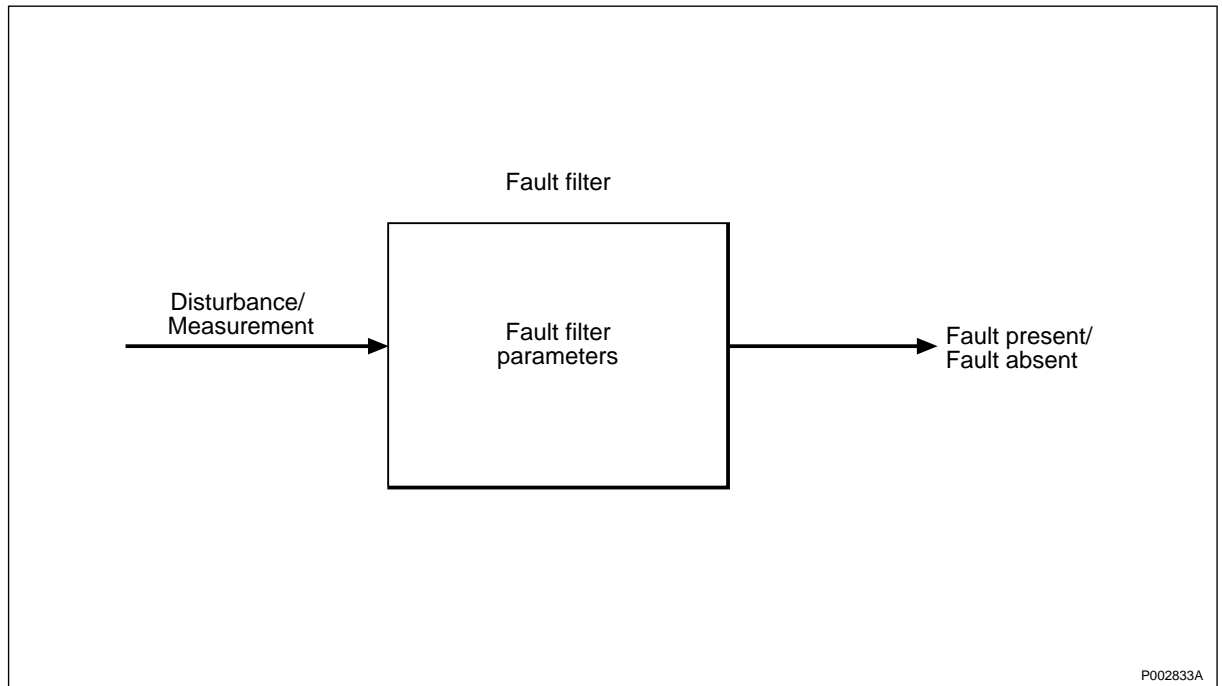 Fault filter
Disturbance/
Measurement
Fault filter
parameters
Fault present/
Fault absent
P002833A